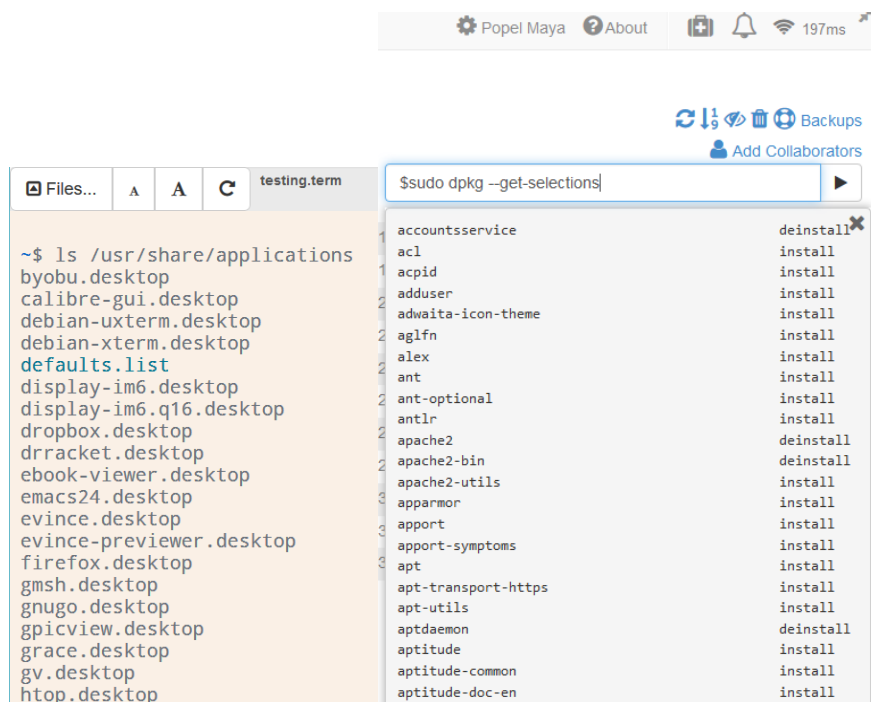 Popel Maya About 197ms
Backups
Add Collaborators
Files... A A testing.term
~$ ls /usr/share/applications
byobu.desktop
calibre-gui.desktop
debian-uxterm.desktop
debian-xterm.desktop
defaults.list
display-im6.desktop
display-im6.q16.desktop
dropbox.desktop
drracket.desktop
ebook-viewer.desktop
emacs24.desktop
evince.desktop
evince-previewer.desktop
firefox.desktop
gmsh.desktop
gnugo.desktop
gpicview.desktop
grace.desktop
gv.desktop
htop.desktop
$sudo dpkg --get-selections
accountsservice deinstall
acl install
acpid install
adduser install
adwaita-icon-theme install
aglfn install
alex install
ant install
ant-optional install
antlr install
apache2 deinstall
apache2-bin deinstall
apache2-utils install
apparmor install
apport install
apport-symptoms install
apt install
apt-transport-https install
apt-utils install
aptdaemon deinstall
aptitude install
aptitude-common install
aptitude-doc-en install